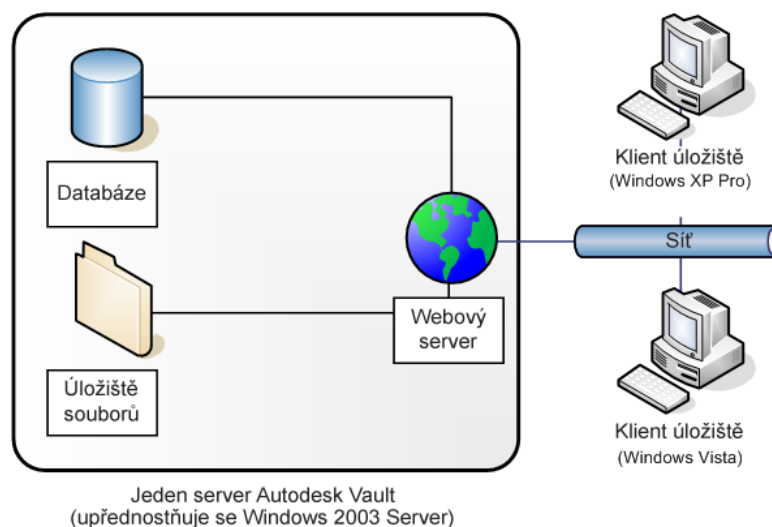 Databáze
Úložiště
souborů
Webový
server
Klient úložiště
(Windows XP Pro)
Síť
Klient úložiště
(Windows Vista)
Jeden server Autodesk Vault
(upřednostňuje se Windows 2003 Server)